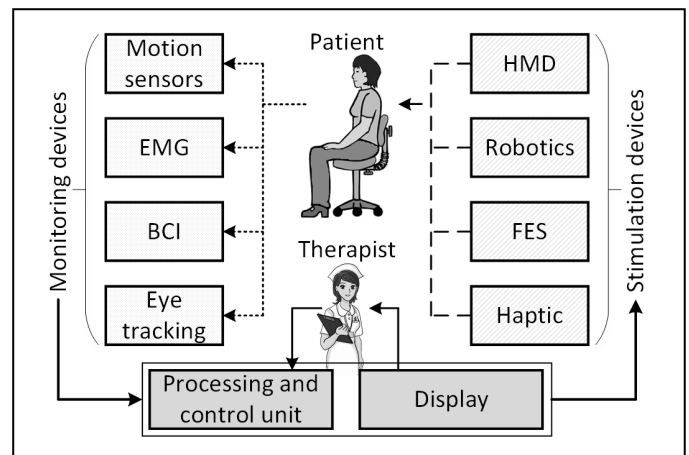 Monitoring devices
Motion
sensors
EMG
BCI
Eye
tracking
Patient
Therapist
HMD
Robotics
FES
Haptic
Stimulation devices
Processing and
control unit
Display